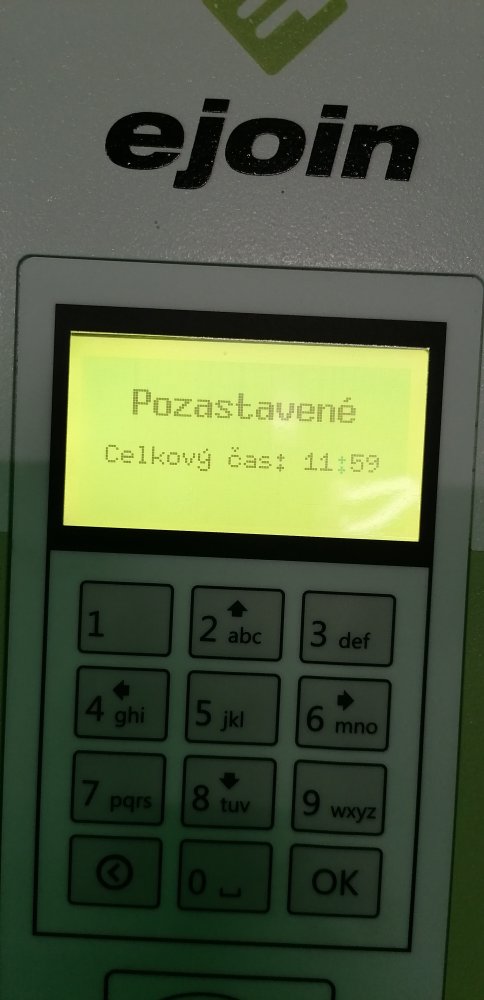 ejoin
Pozastavené
Celkový čas: 11:59
1
2 abc
3 def
4 ghi
5 jkl
6 mno
7 pqrs
8 tuv
9 wxyz
0
OK